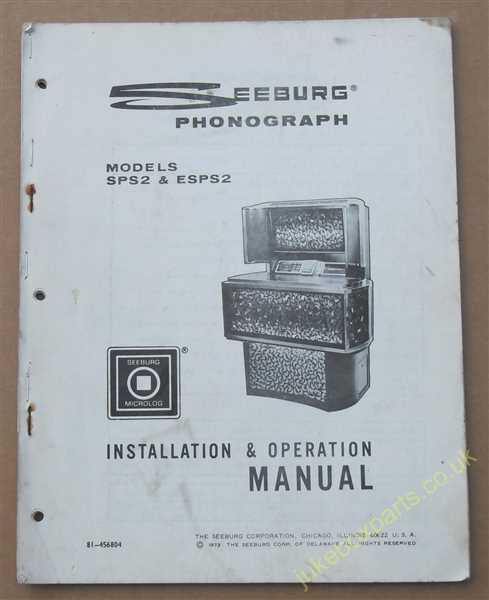 SEEBURG®
PHONOGRAPH
MODELS
SPS2 & ESPS2
SEEBURG
MICROLOG
®
INSTALLATION & OPERATION
MANUAL
THE SEEBURG CORPORATION, CHICAGO, ILLINOIS 60622 U. S. A.
81-456804
© 1973 THE SEEBURG CORP. OF DELAWARE ALL RIGHTS RESERVED
jukeboxparts.co.uk